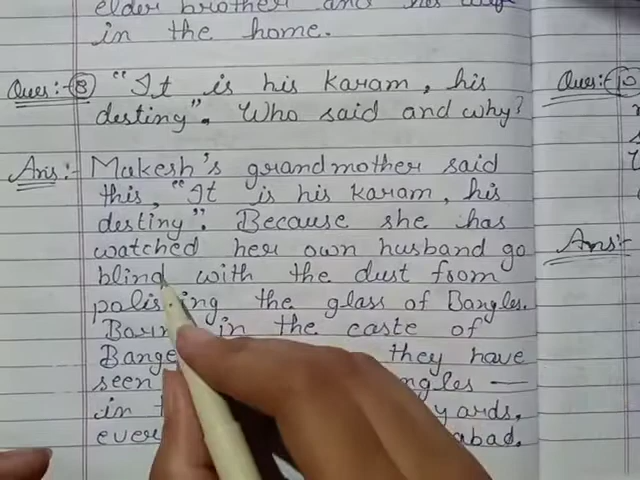 elder brother and his
in the home.
Ques:-(8) "It is his karam, his
destiny". Who said and why?
Ans:- Mukesh's grandmother said
this, "It is his karam, his
destiny". Because she has
watched her own husband go
blind with the dust from
the glass of Bangles.
in the caste of
they have
seen
in yards,
Ques:-(10)
Ans:-